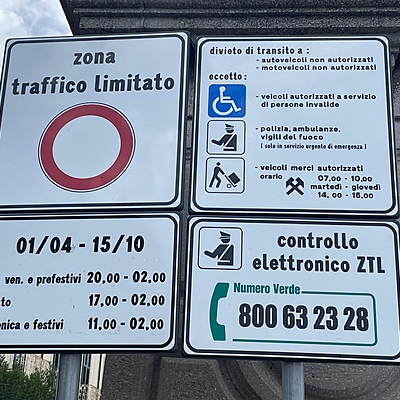 zona
traffico limitato
divieto di transito a :
- autoveicoli non autorizzati
- motoveicoli non autorizzati
eccetto:
- veicoli autorizzati a servizio
di persone invalide
- polizia, ambulanze,
vigili del fuoco
( solo in servizio urgente di emergenza )
- veicoli merci autorizzati
orario
07,00 - 10,00
martedì - giovedì
14,00 - 16,00
01/04 - 15/10
ven. e prefestivi 20,00 - 02,00
to 17,00 - 02,00
enica e festivi 11,00 - 02,00
controllo
elettronico ZTL
Numero Verde
800 63 23 28